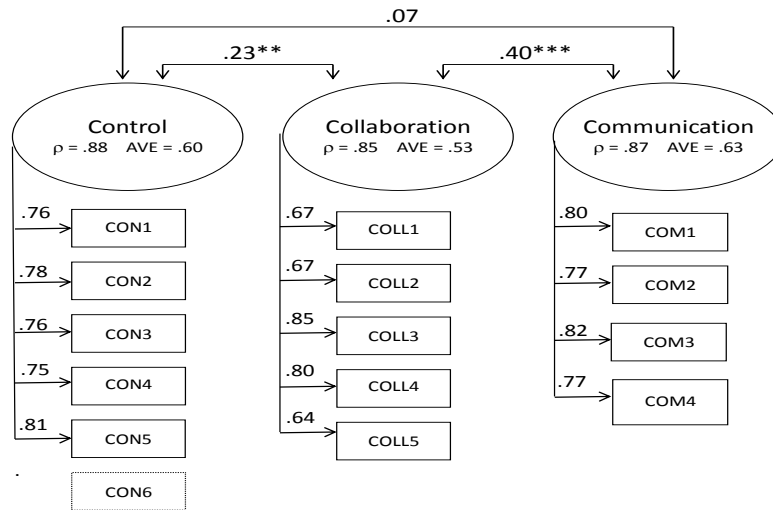 .07
.23**
.40***
Control
ρ = .88 AVE = .60
Collaboration
ρ = .85 AVE = .53
Communication
ρ = .87 AVE = .63
.76
CON1
.78
CON2
.76
CON3
.75
CON4
.81
CON5
.
CON6
.67
COLL1
.67
COLL2
.85
COLL3
.80
COLL4
.64
COLL5
.80
COM1
.77
COM2
.82
COM3
.77
COM4